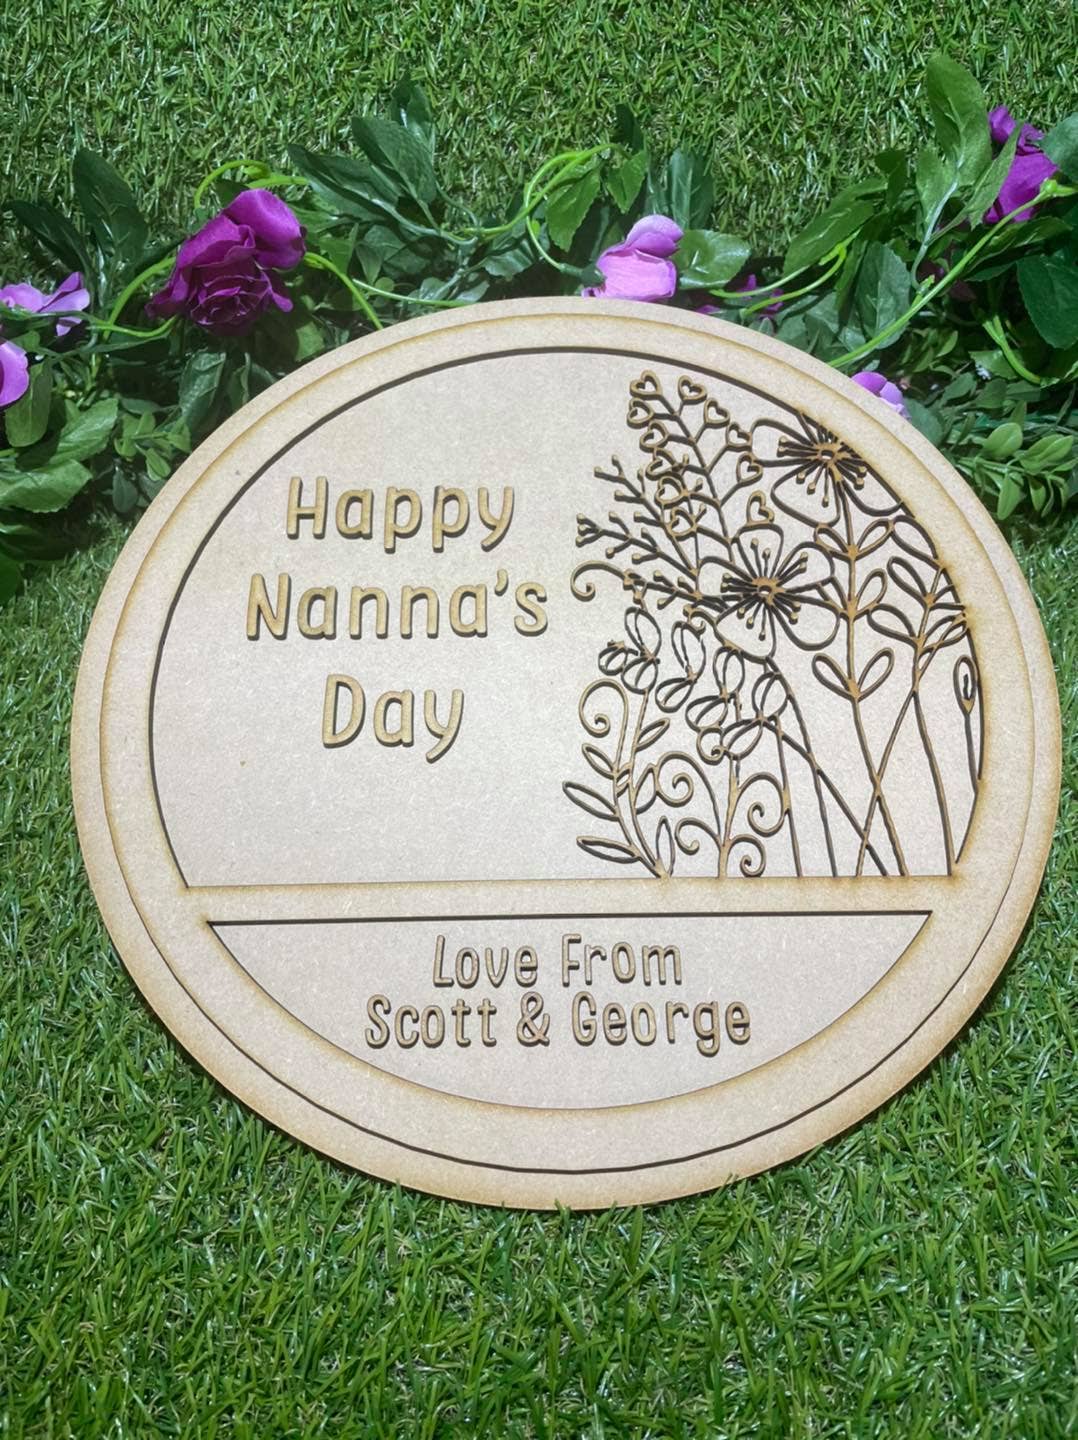 Happy
Nanna's
Day
Love From
Scott & George